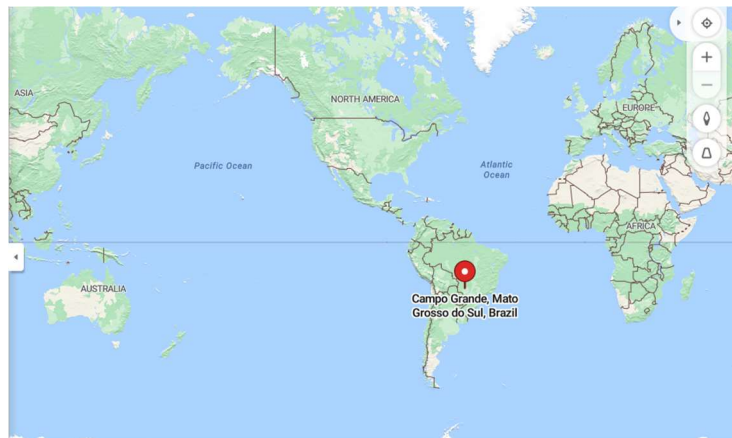 ASIA
NORTH AMERICA
EUROPE
Pacific Ocean
Atlantic
Ocean
AFRICA
AUSTRALIA
Campo Grande, Mato
Grosso do Sul, Brazil